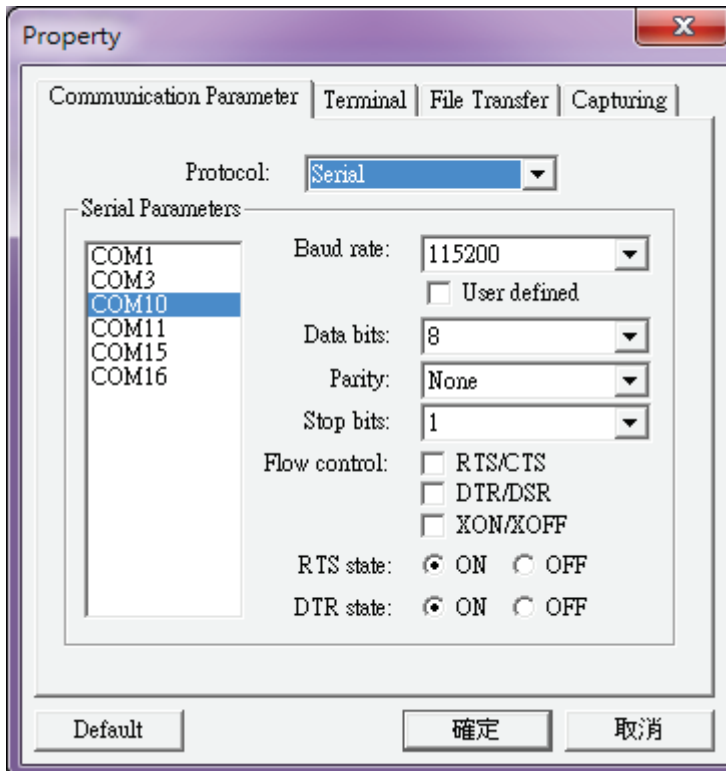 Property
Communication Parameter Terminal File Transfer Capturing
Protocol: Serial
Serial Parameters
COM1
COM3
COM10
COM11
COM15
COM16
Baud rate: 115200
User defined
Data bits: 8
Parity: None
Stop bits: 1
Flow control: RTS/CTS
DTR/DSR
XON/XOFF
RTS state: ON OFF
DTR state: ON OFF
Default 確定 取消